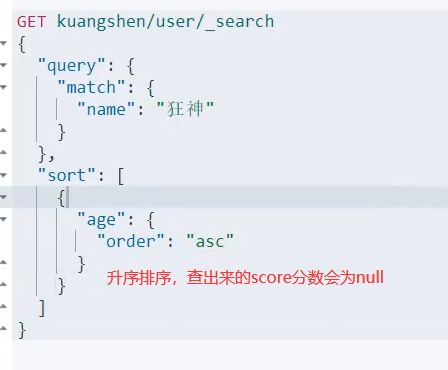 GET kuangshen/user/_search
{
  "query": {
    "match": {
      "name": "狂神"
    }
  },
  "sort": [
    {
      "age": {
        "order": "asc"
      }
    }
  ]
}
升序排序，查出来的score分数会为null